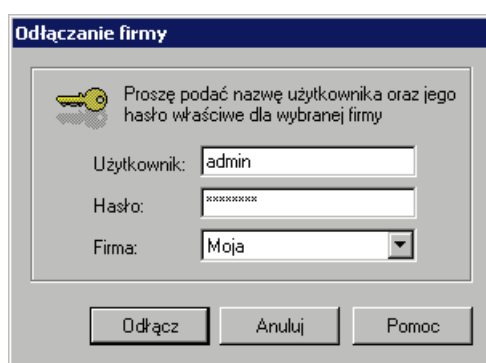 Odłączanie firmy
Proszę podać nazwę użytkownika oraz jego
hasło właściwe dla wybranej firmy
Użytkownik: admin
Hasło: ********
Firma: Moja
Odłącz Anuluj Pomoc